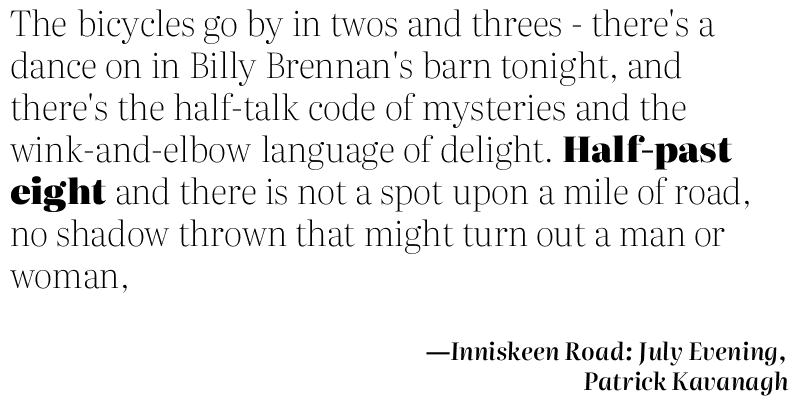 The bicycles go by in twos and threes - there's a
dance on in Billy Brennan's barn tonight, and
there's the half-talk code of mysteries and the
wink-and-elbow language of delight. Half-past
eight and there is not a spot upon a mile of road,
no shadow thrown that might turn out a man or
woman,
—Inniskeen Road: July Evening,
Patrick Kavanagh